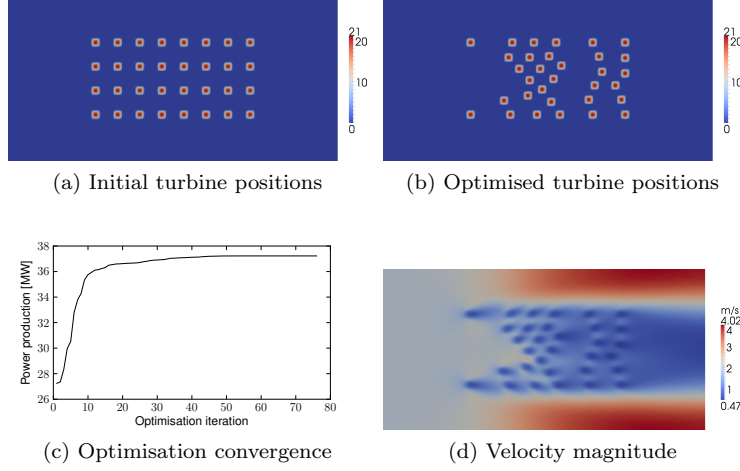 21
20
10
0
21
20
10
0
(a) Initial turbine positions
(b) Optimised turbine positions
38
36
34
32
30
28
26
Power production [MW]
0 10 20 30 40 50 60 70 80
Optimisation iteration
m/s
4.02
4
3
2
1
0.47
(c) Optimisation convergence
(d) Velocity magnitude